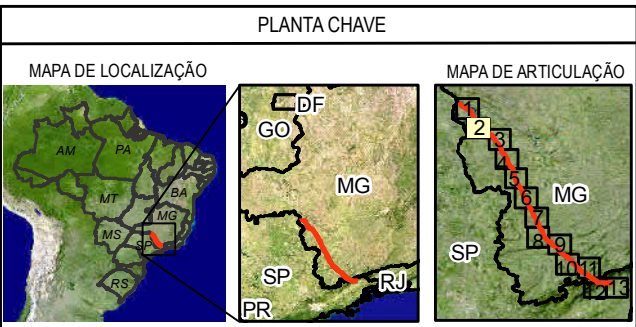 PLANTA CHAVE
MAPA DE LOCALIZAÇÃO
AM
PA
MT
BA
MG
MS
SP
RS
DF
GO
MG
SP
RJ
PR
MAPA DE ARTICULAÇÃO
1
2
3
4
5
6
7
8
9
10
11
12
13
MG
SP